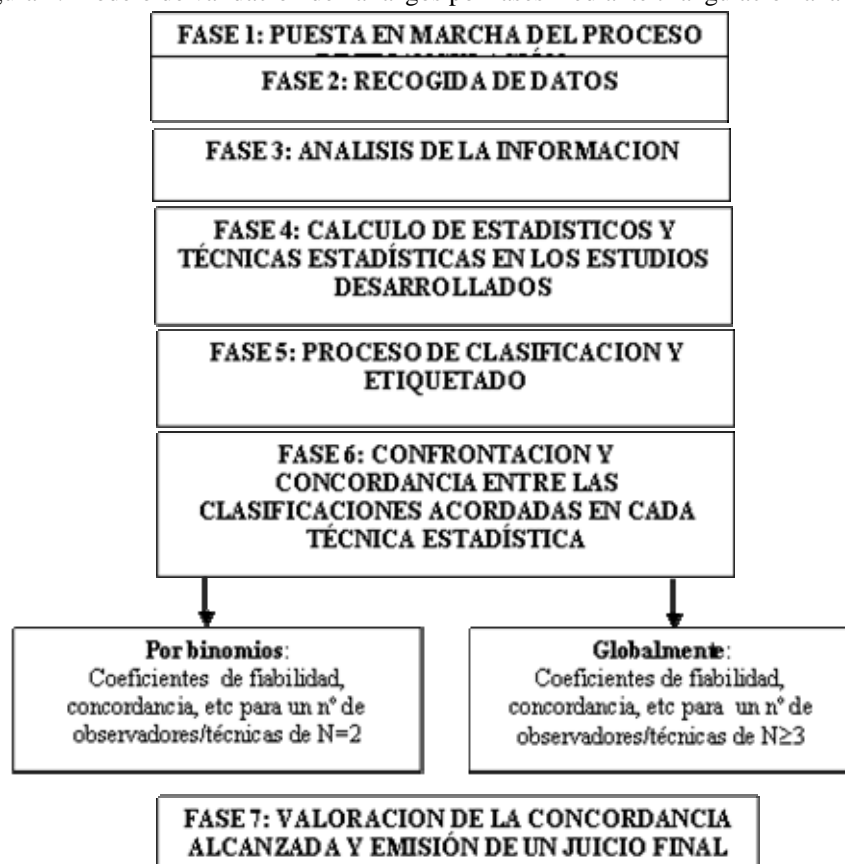 FASE 1: PUESTA EN MARCHA DEL PROCESO
FASE 2: RECOGIDA DE DATOS
FASE 3: ANALISIS DE LA INFORMACION
FASE 4: CALCULO DE ESTADISTICOS Y
TÉCNICAS ESTADÍSTICAS EN LOS ESTUDIOS
DESARROLLADOS
FASE 5: PROCESO DE CLASIFICACION Y
ETIQUETADO
FASE 6: CONFRONTACION Y
CONCORDANCIA ENTRE LAS
CLASIFICACIONES ACORDADAS EN CADA
TÉCNICA ESTADÍSTICA
Por binomios:
Coeficientes de fiabilidad,
concordancia, etc para un nº de
observadores/técnicas de N=2
Globalmente:
Coeficientes de fiabilidad,
concordancia, etc para un nº de
observadores/técnicas de N≥3
FASE 7: VALORACION DE LA CONCORDANCIA
ALCANZADA Y EMISIÓN DE UN JUICIO FINAL